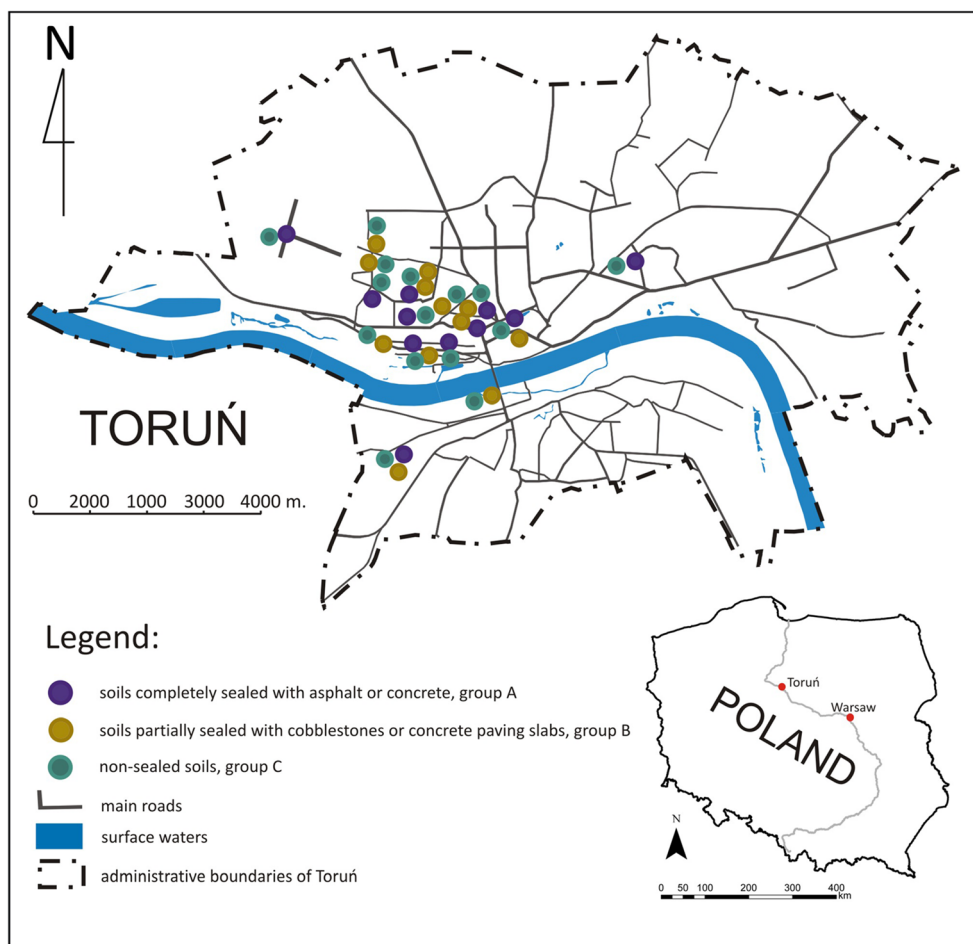 N
TORUŃ
0 2000 1000 3000 4000 m.
Legend:
soils completely sealed with asphalt or concrete, group A
soils partially sealed with cobblestones or concrete paving slabs, group B
non-sealed soils, group C
main roads
surface waters
administrative boundaries of Toruń
Toruń
Warsaw
POLAND
N
0 50 100 200 300 400
km